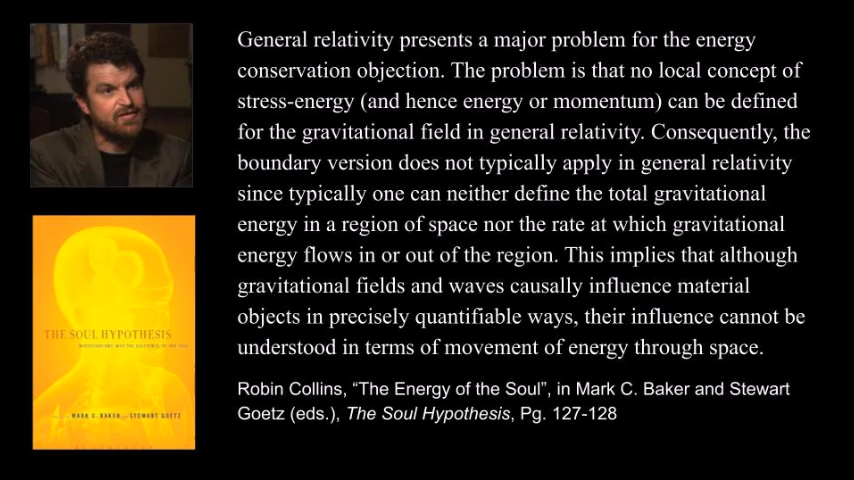 General relativity presents a major problem for the energy
conservation objection. The problem is that no local concept of
stress-energy (and hence energy or momentum) can be defined
for the gravitational field in general relativity. Consequently, the
boundary version does not typically apply in general relativity
since typically one can neither define the total gravitational
energy in a region of space nor the rate at which gravitational
energy flows in or out of the region. This implies that although
gravitational fields and waves causally influence material
objects in precisely quantifiable ways, their influence cannot be
understood in terms of movement of energy through space.
Robin Collins, “The Energy of the Soul”, in Mark C. Baker and Stewart
Goetz (eds.), The Soul Hypothesis, Pg. 127-128
THE SOUL HYPOTHESIS
MARK C. BAKER
STEWART GOETZ